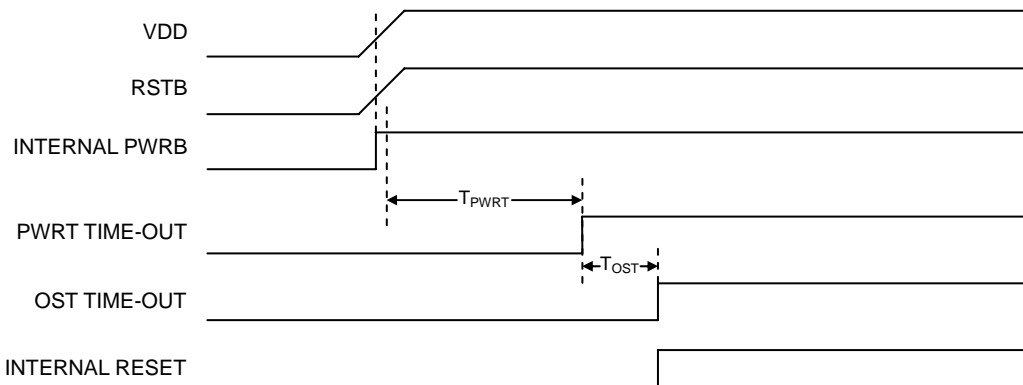 VDD
RSTB
INTERNAL PWRB
TPWRT
PWRT TIME-OUT
TOST
OST TIME-OUT
INTERNAL RESET